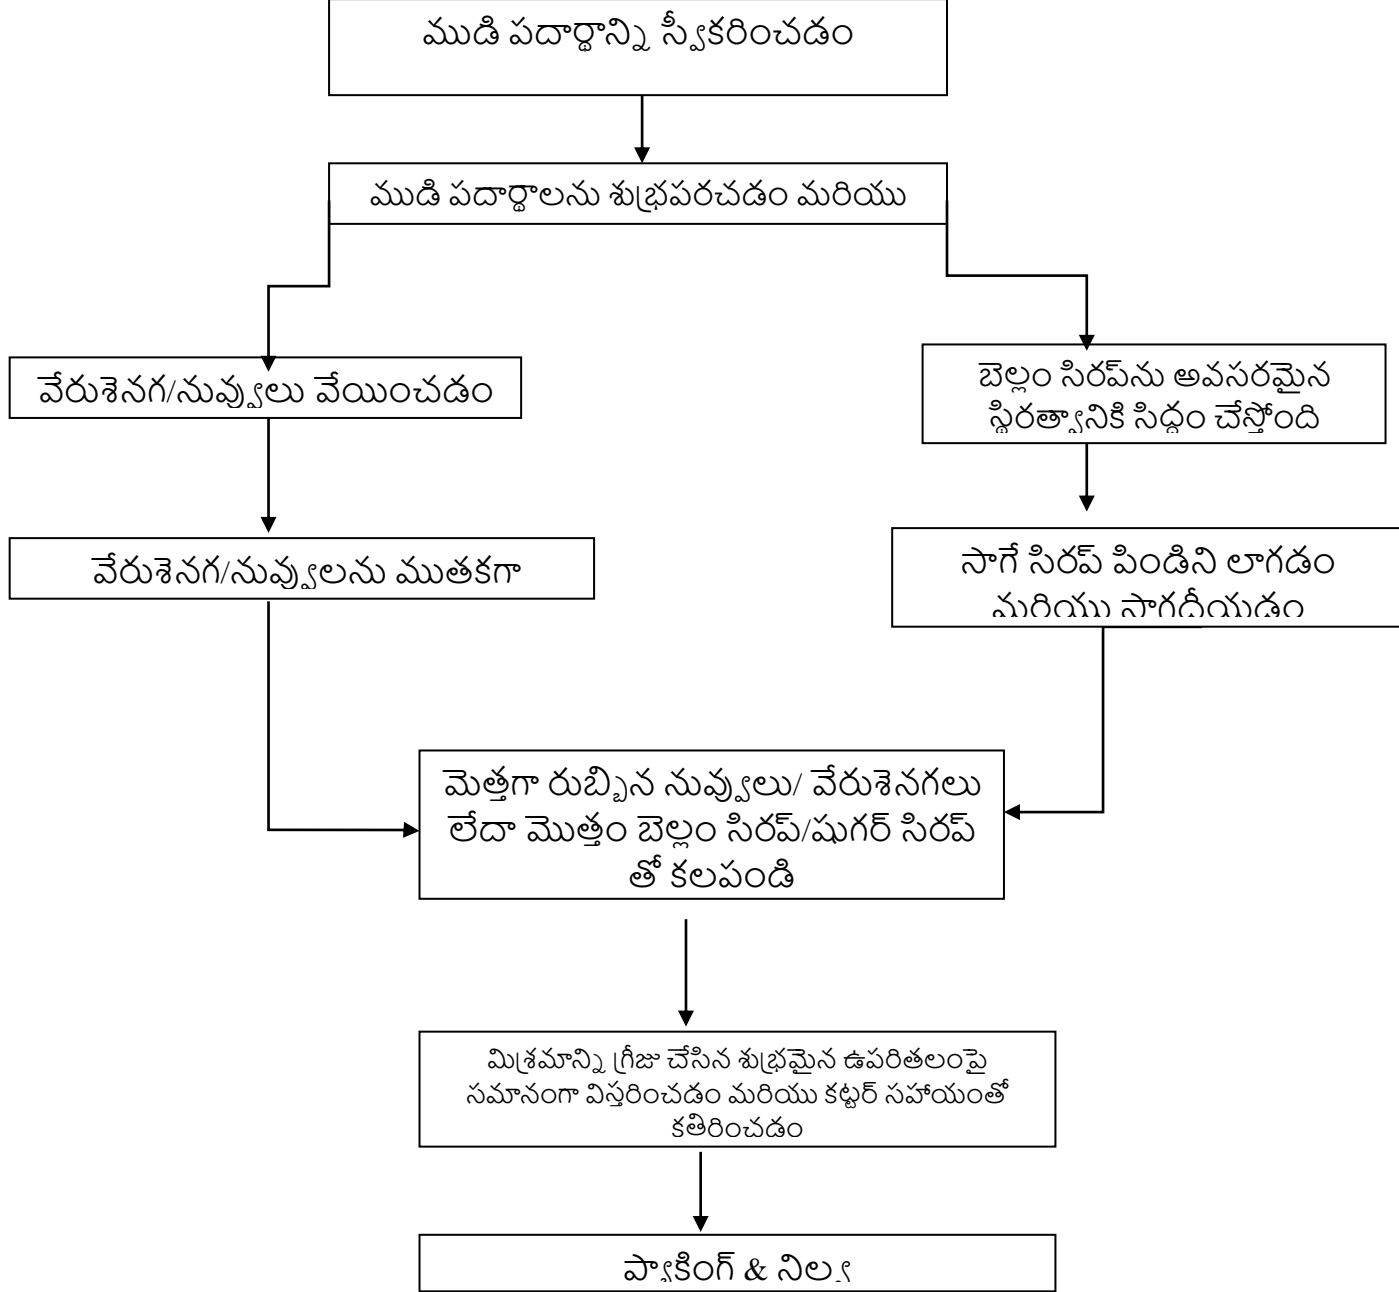 ముడి పదార్థాన్ని స్వీకరించడం
ముడి పదార్థాలను శుభ్రపరచడం మరియు
వేరుశెనగ/నువ్వులు వేయించడం
బెల్లం సిరప్‌ను అవసరమైన
స్థిరత్వానికి సిద్ధం చేస్తోంది
వేరుశెనగ/నువ్వులను ముతకగా
సాగే సిరప్ పిండిని లాగడం
మరియు సాగదీయడం
మెత్తగా రుబ్బిన నువ్వులు/ వేరుశెనగలు
లేదా మొత్తం బెల్లం సిరప్/షుగర్ సిరప్
తో కలపండి
మిశ్రమాన్ని గ్రీజు చేసిన శుభ్రమైన ఉపరితలంపై
సమానంగా విస్తరించడం మరియు కట్టర్ సహాయంతో
కతిరించడం
ప్యాకింగ్ & నిల్వ